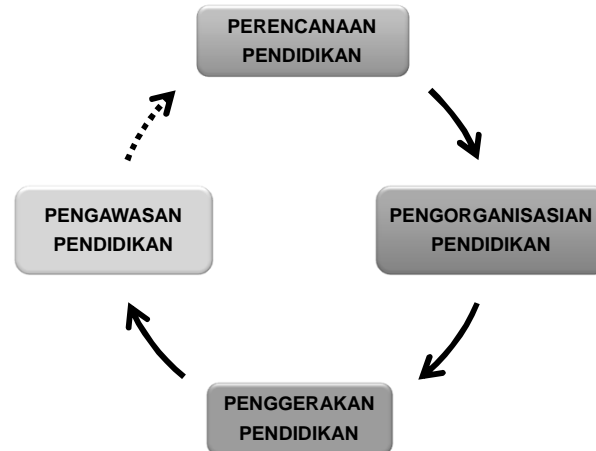 PERENCANAAN
PENDIDIKAN
PENGAWASAN
PENDIDIKAN
PENGORGANISASIAN
PENDIDIKAN
PENGGERAKAN
PENDIDIKAN